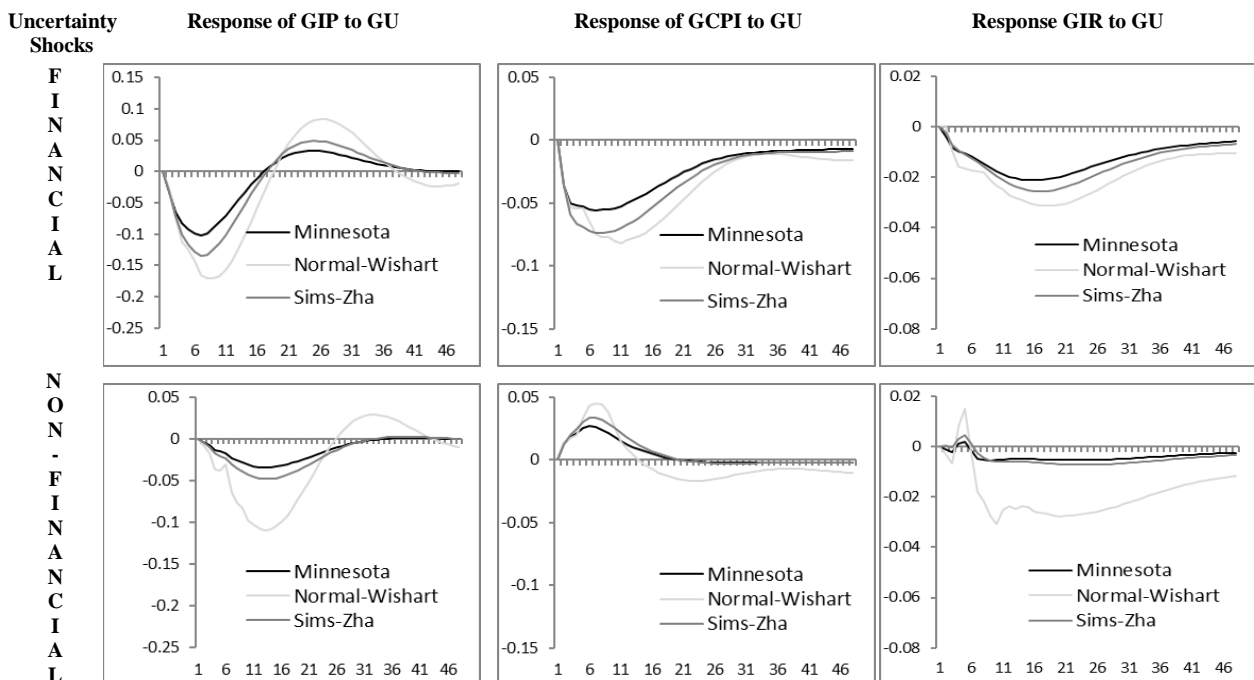 Uncertainty
Shocks
Response of GIP to GU
Response of GCPI to GU
Response GIR to GU
F
I
N
A
N
C
I
A
L
0.15
0.1
0.05
0
-0.05
-0.1
-0.15
-0.2
-0.25
Minnesota
Normal-Wishart
Sims-Zha
1 6 11 16 21 26 31 36 41 46
0.05
0
-0.05
-0.1
-0.15
Minnesota
Normal-Wishart
Sims-Zha
1 6 11 16 21 26 31 36 41 46
0.02
0
-0.02
-0.04
-0.06
-0.08
Minnesota
Normal-Wishart
Sims-Zha
1 6 11 16 21 26 31 36 41 46
N
O
N
-
F
I
N
A
N
C
I
A
L
0.05
0
-0.05
-0.1
-0.15
-0.2
-0.25
Minnesota
Normal-Wishart
Sims-Zha
1 6 11 16 21 26 31 36 41 46
0.05
0
-0.05
-0.1
-0.15
Minnesota
Normal-Wishart
Sims-Zha
1 6 11 16 21 26 31 36 41 46
0.02
0
-0.02
-0.04
-0.06
-0.08
Minnesota
Normal-Wishart
Sims-Zha
1 6 11 16 21 26 31 36 41 46